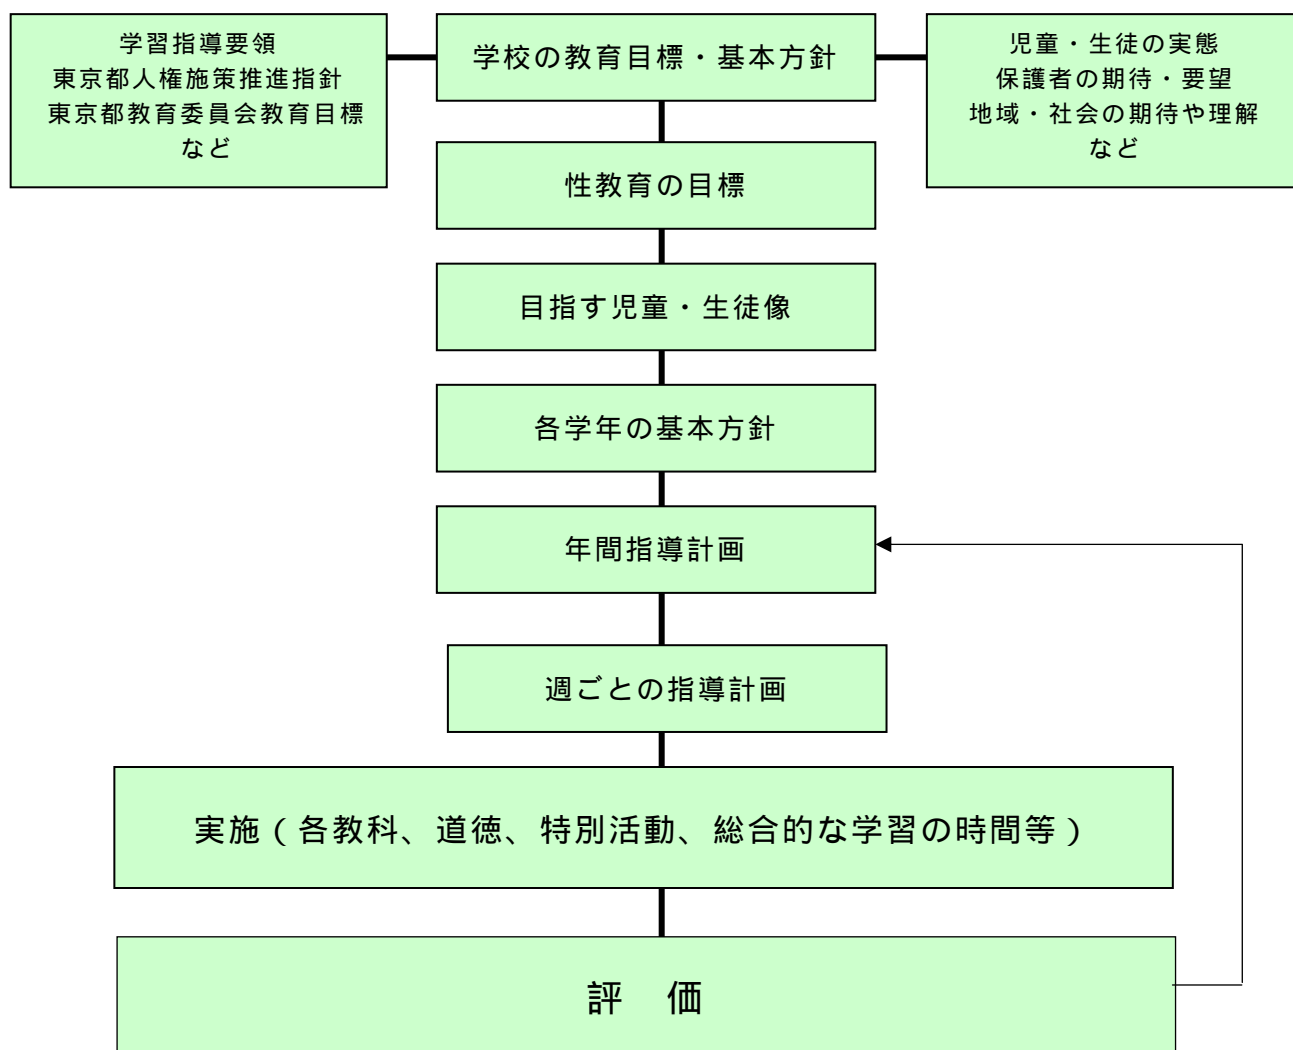 学習指導要領
東京都人権施策推進指針
東京都教育委員会教育目標
など
学校の教育目標・基本方針
児童・生徒の実態
保護者の期待・要望
地域・社会の期待や理解
など
性教育の目標
目指す児童・生徒像
各学年の基本方針
年間指導計画
週ごとの指導計画
実施(各教科、道徳、特別活動、総合的な学習の時間等)
評　価